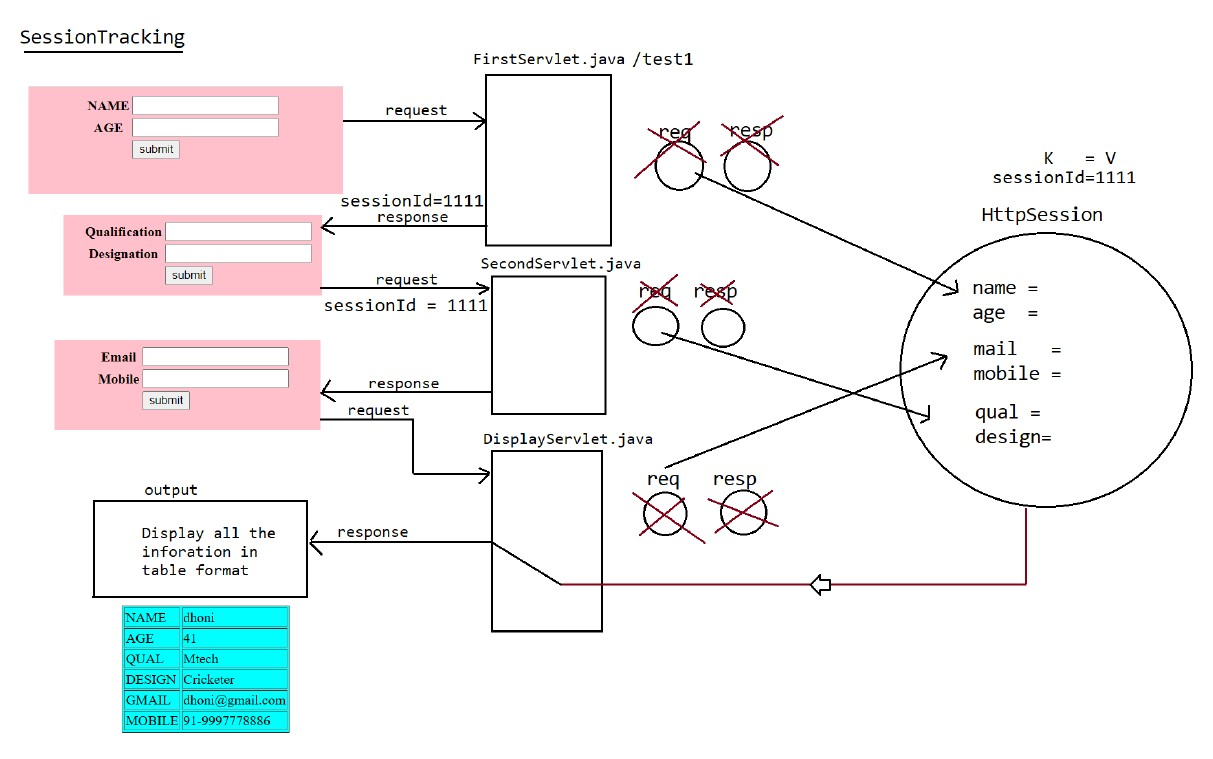 SessionTracking
FirstServlet.java /test1
NAME
AGE
submit
request
req resp
K = V
sessionId=1111
HttpSession
sessionId=1111
response
Qualification
Designation
submit
request
sessionId = 1111
SecondServlet.java
req resp
name =
age =
mail =
mobile =
qual =
design=
Email
Mobile
submit
response
request
DisplayServlet.java
req resp
output
Display all the
inforation in
table format
response
NAME dhoni
AGE 41
QUAL Mtech
DESIGN Cricketer
GMAIL dhoni@gmail.com
MOBILE 91-9997778886